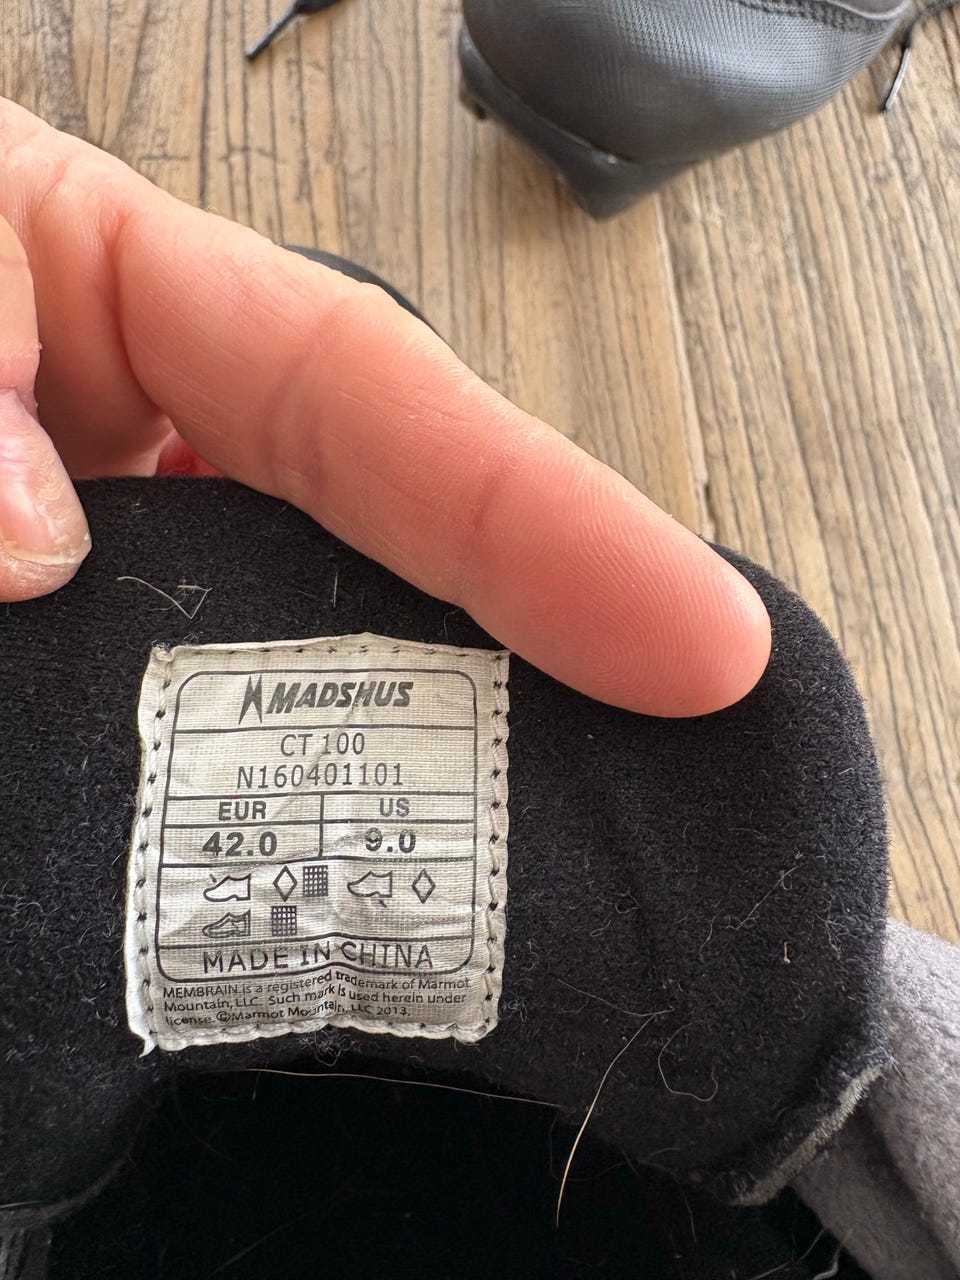 MADSHUS
CT 100
N160401101
EUR US
42.0 9.0
MADE IN CHINA
MEMBRAIN is a registered trademark of Marmot
Mountain, LLC. Such mark is used herein under
license. ©Marmot Mountain, LLC 2013.